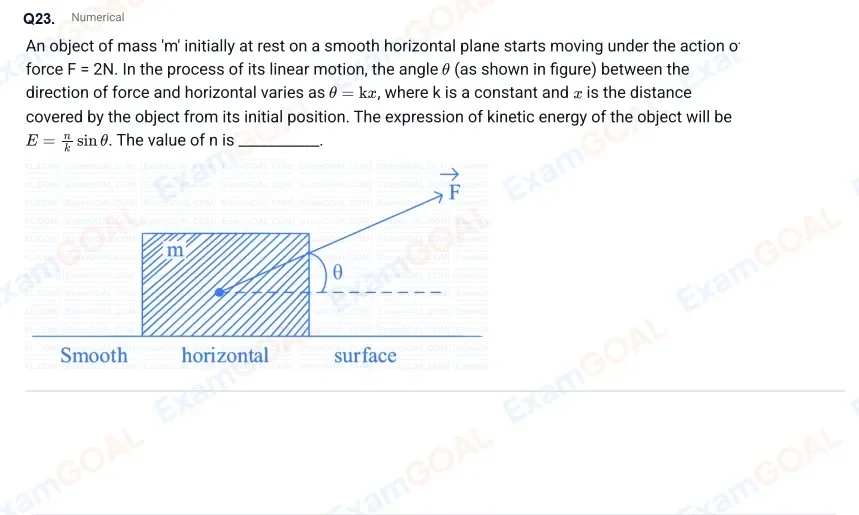 Q23. Numerical
An object of mass 'm' initially at rest on a smooth horizontal plane starts moving under the action o
force F = 2N. In the process of its linear motion, the angle θ (as shown in figure) between the
direction of force and horizontal varies as θ = kx, where k is a constant and x is the distance
covered by the object from its initial position. The expression of kinetic energy of the object will be
E = n/k sin θ. The value of n is __________.
F
m
θ
Smooth horizontal surface
ExamGOAL